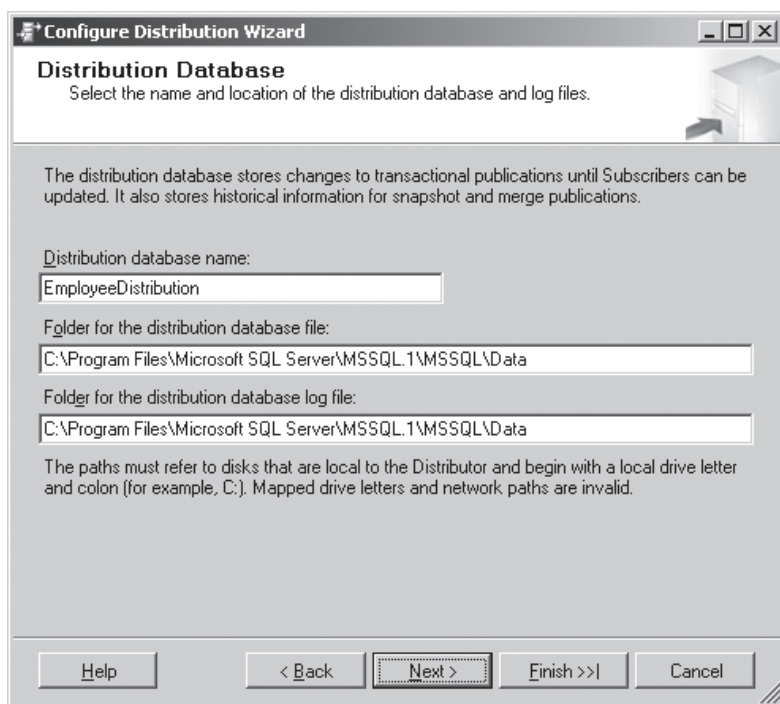 Configure Distribution Wizard
Distribution Database
Select the name and location of the distribution database and log files.
The distribution database stores changes to transactional publications until Subscribers can be
updated. It also stores historical information for snapshot and merge publications.
Distribution database name:
EmployeeDistribution
Folder for the distribution database file:
C:\Program Files\Microsoft SQL Server\MSSQL.1\MSSQL\Data
Folder for the distribution database log file:
C:\Program Files\Microsoft SQL Server\MSSQL.1\MSSQL\Data
The paths must refer to disks that are local to the Distributor and begin with a local drive letter
and colon (for example, C:). Mapped drive letters and network paths are invalid.
Help
< Back
Next >
Finish >>|
Cancel